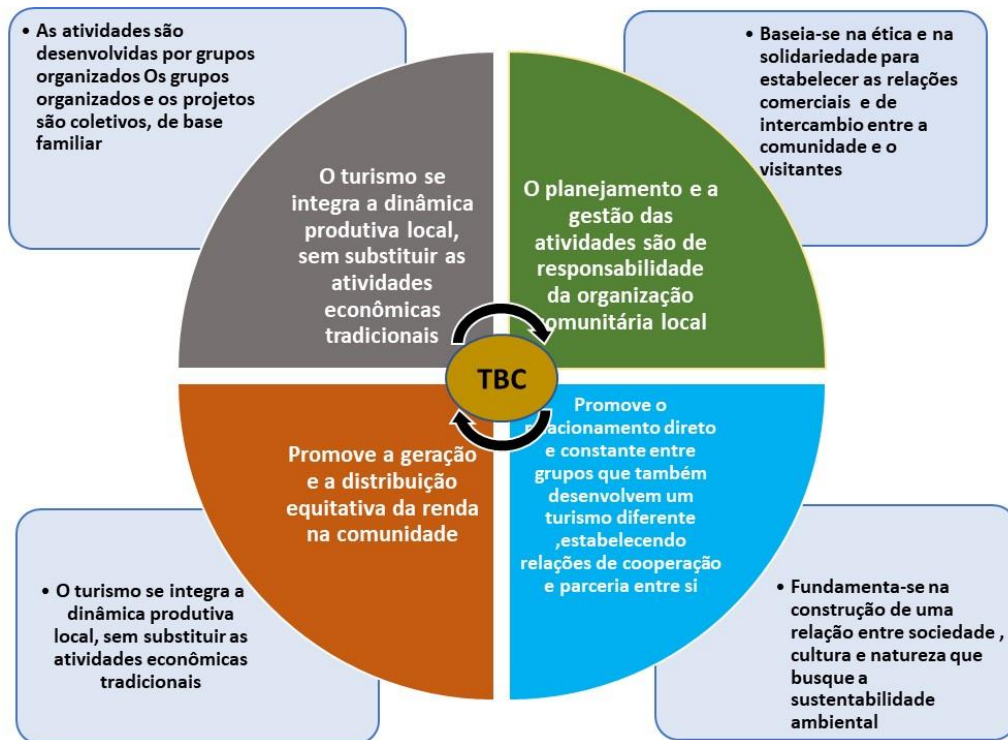 • As atividades são
desenvolvidas por grupos
organizados Os grupos
organizados e os projetos
são coletivos, de base
familiar
• Baseia-se na ética e na
solidariedade para
estabelecer as relações
comerciais e de
intercambio entre a
comunidade e o
visitantes
O turismo se
integra a dinâmica
produtiva local,
sem substituir as
atividades
econômicas
tradicionais
O planejamento e a
gestão das
atividades são de
responsabilidade
da organização
comunitária local
TBC
Promove a geração
e a distribuição
equitativa da renda
na comunidade
Promove o
relacionamento direto
e constante entre
grupos que também
desenvolvem um
turismo diferente
,estabelecendo
relações de cooperação
e parceria entre si
• O turismo se integra a
dinâmica produtiva
local, sem substituir as
atividades econômicas
tradicionais
• Fundamenta-se na
construção de uma
relação entre sociedade ,
cultura e natureza que
busque a
sustentabilidade
ambiental